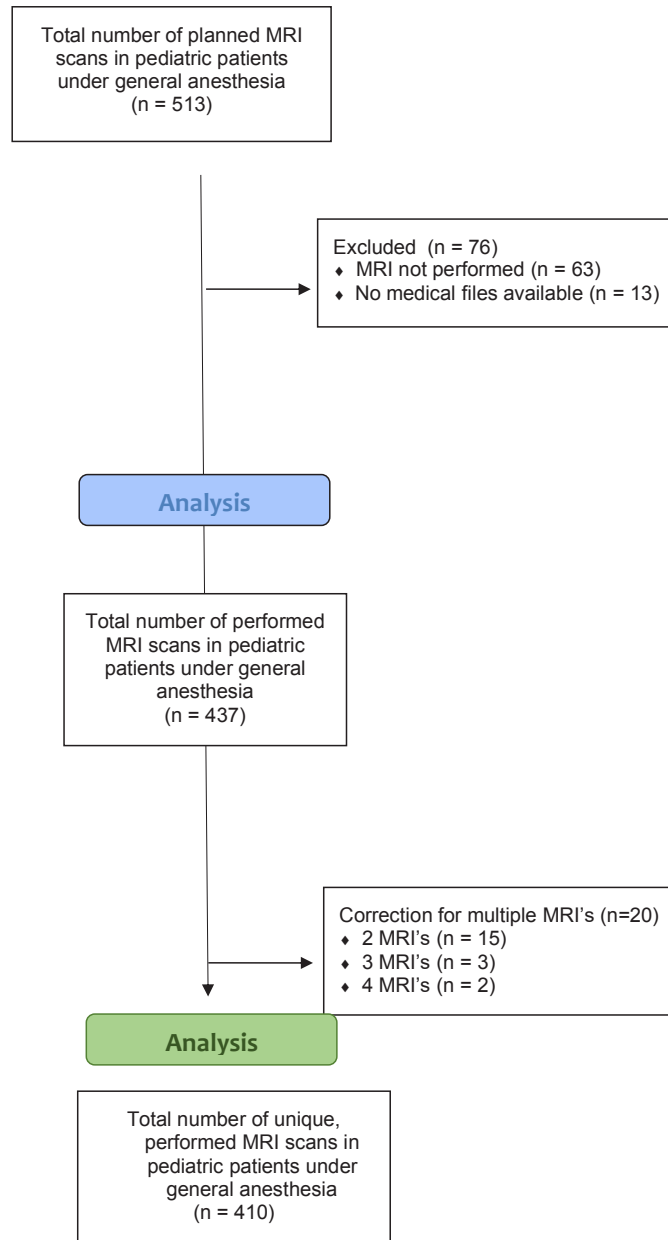 Total number of planned MRI
scans in pediatric patients
under general anesthesia
(n = 513)
Excluded (n = 76)
⬧ MRI not performed (n = 63)
⬧ No medical files available (n = 13)
Analysis
Total number of performed
MRI scans in pediatric
patients under general
anesthesia
(n = 437)
Correction for multiple MRI's (n=20)
⬧ 2 MRI's (n = 15)
⬧ 3 MRI's (n = 3)
⬧ 4 MRI's (n = 2)
Analysis
Total number of unique,
performed MRI scans in
pediatric patients under
general anesthesia
(n = 410)